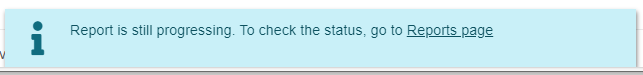 Report is still progressing. To check the status, go to Reports page